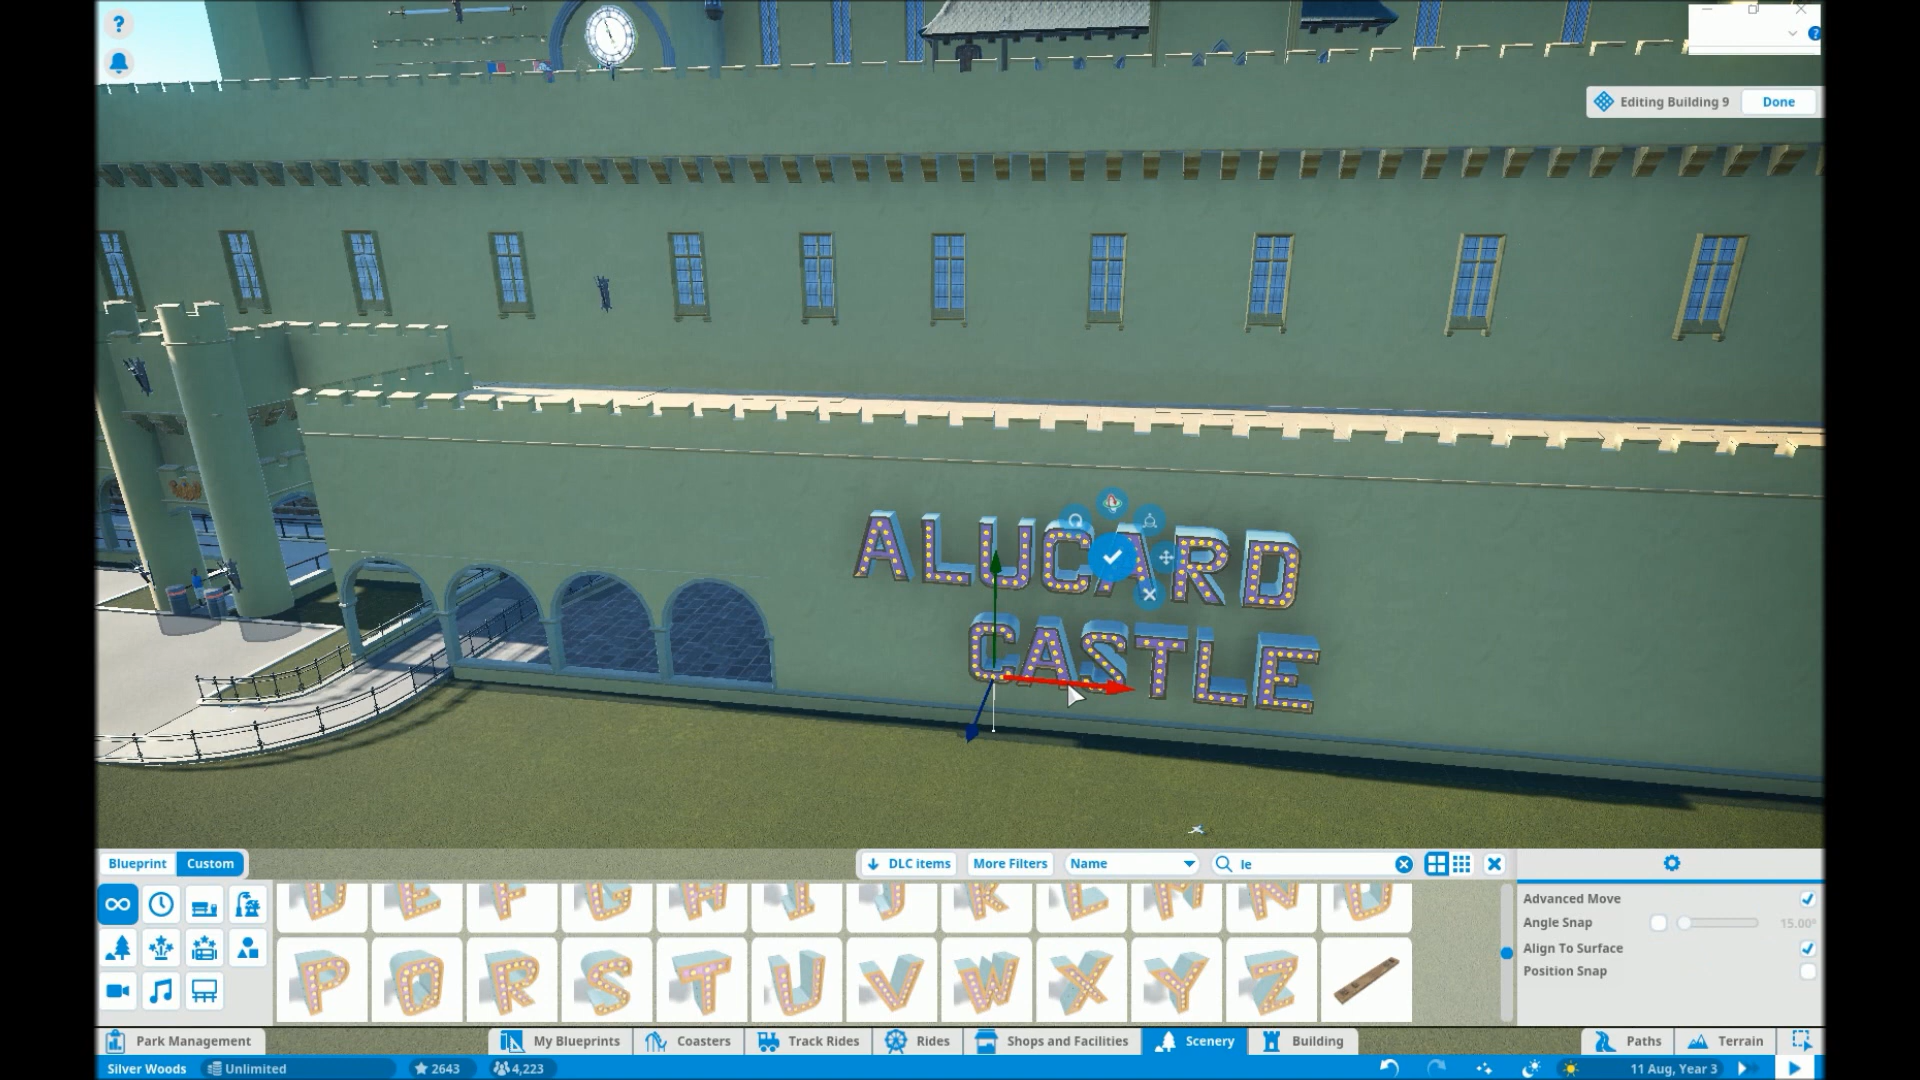 Editing Building 9 Done
ALUCARD
CASTLE
Blueprint Custom DLC items More Filters Name le
D E F G H I J K L M N O
P Q R S T U V W X Y Z
Advanced Move
Angle Snap 15.00°
Align To Surface
Position Snap
Park Management My Blueprints Coasters Track Rides Rides Shops and Facilities Scenery Building Paths Terrain
Silver Woods Unlimited 2643 4,223 11 Aug, Year 3